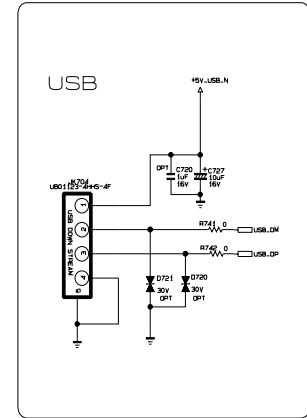 USB
+5V_USB_N
OPT
C720
1uF
16V
+
C727
10uF
16V
JK704
UB01123-4HHS-4F
1
2
3
4
5
USB DOWN STREAM
R741 0
USB_DM
R742 0
USB_DP
D721
30V
OPT
D720
30V
OPT